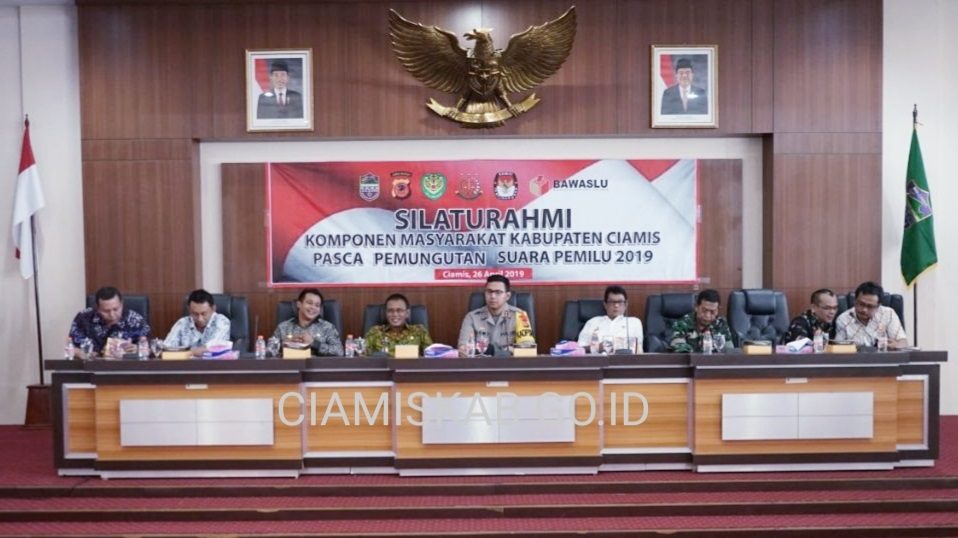 BAWASLU
SILATURAHMI
KOMPONEN MASYARAKAT KABUPATEN CIAMIS
PASCA PEMUNGUTAN SUARA PEMILU 2019
Ciamis, 26 April 2019
CIAMISKAB.GO.ID